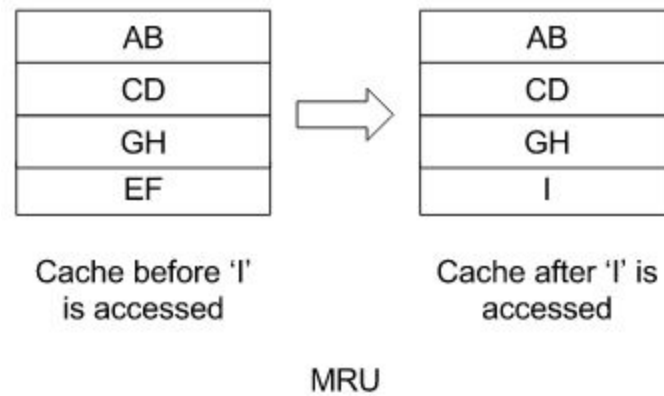 AB
CD
GH
EF
AB
CD
GH
I
Cache before ‘I’
is accessed
Cache after ‘I’ is
accessed
MRU